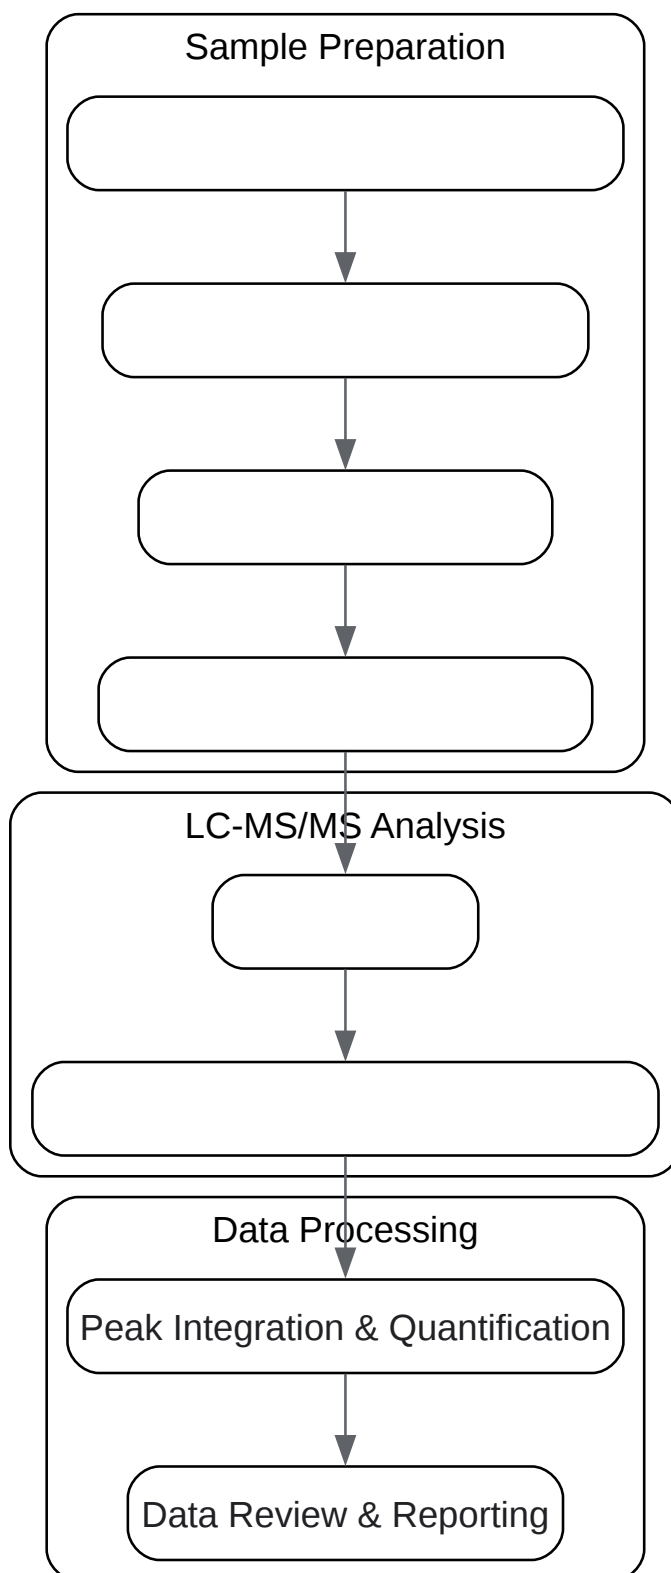 Sample Preparation
LC-MS/MS Analysis
Data Processing
Peak Integration & Quantification
Data Review & Reporting